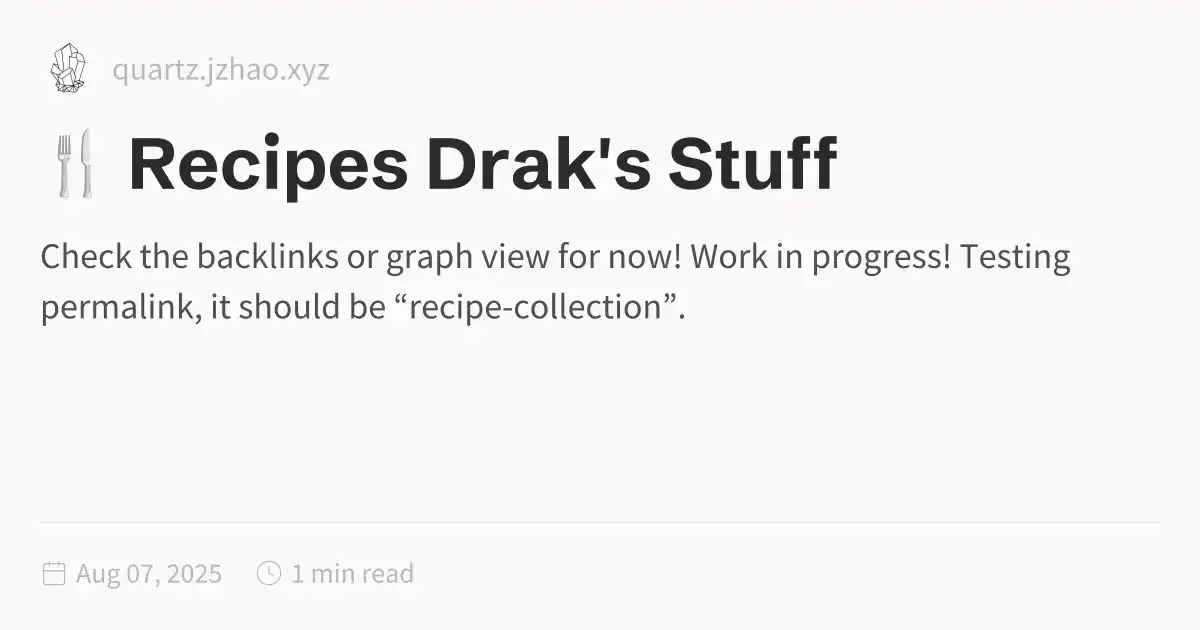 quartz.jzhao.xyz
🍴 Recipes Drak's Stuff
Check the backlinks or graph view for now! Work in progress! Testing
permalink, it should be “recipe-collection”.
Aug 07, 2025 1 min read